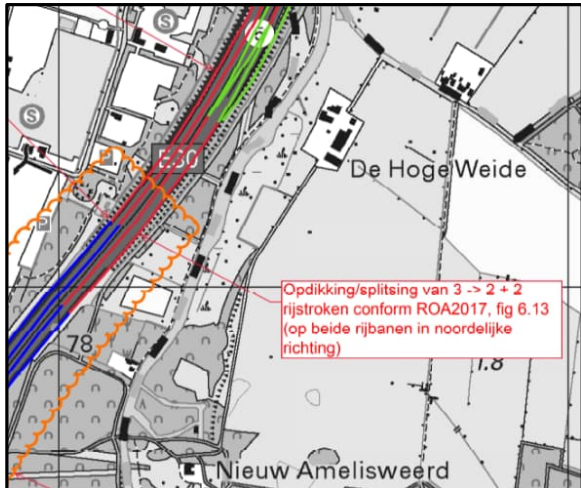 S
E30
S
De Hoge Weide
P
P
Opdikking/splitsing van 3 -> 2 + 2
rijstroken conform ROA2017, fig 6.13
(op beide rijbanen in noordelijke
richting)
78
1.8
Nieuw Amelisweerd